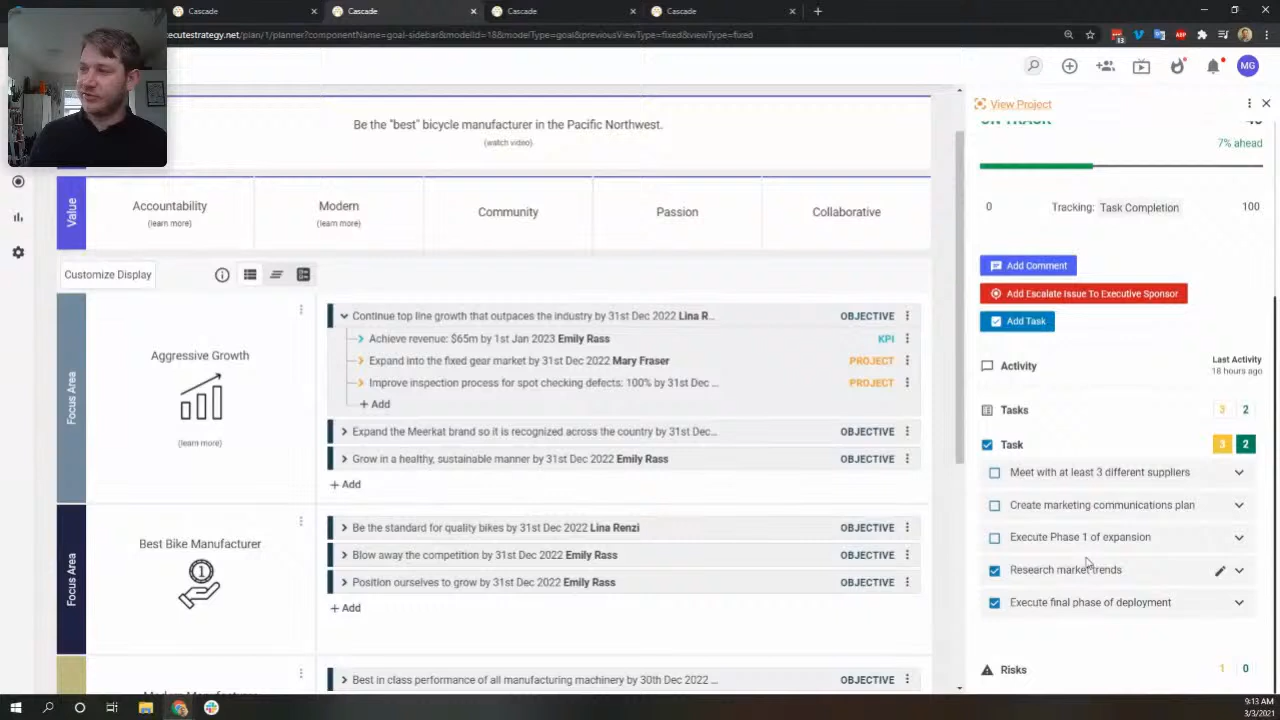 Cascade
Cascade
Cascade
Cascade
ecutestrategy.net/plan/1/planner?componentName=goal-sidebar&modelId=18&modelType=goal&previousViewType=fixed&viewType=fixed
MG
Be the "best" bicycle manufacturer in the Pacific Northwest.
(watch video)
Value
Accountability
(learn more)
Modern
(learn more)
Community
Passion
Collaborative
Customize Display
Focus Area
Aggressive Growth
(learn more)
Continue top line growth that outpaces the industry by 31st Dec 2022 Lina R... OBJECTIVE
Achieve revenue: $65m by 1st Jan 2023 Emily Rass KPI
Expand into the fixed gear market by 31st Dec 2022 Mary Fraser PROJECT
Improve inspection process for spot checking defects: 100% by 31st Dec ... PROJECT
+ Add
Expand the Meerkat brand so it is recognized across the country by 31st Dec... OBJECTIVE
Grow in a healthy, sustainable manner by 31st Dec 2022 Emily Rass OBJECTIVE
+ Add
Focus Area
Best Bike Manufacturer
1
Be the standard for quality bikes by 31st Dec 2022 Lina Renzi OBJECTIVE
Blow away the competition by 31st Dec 2022 Emily Rass OBJECTIVE
Position ourselves to grow by 31st Dec 2022 Emily Rass OBJECTIVE
+ Add
Best in class performance of all manufacturing machinery by 30th Dec 2022 ... OBJECTIVE
View Project
ON TRACK
7% ahead
0 Tracking: Task Completion 100
Add Comment
Add Escalate Issue To Executive Sponsor
Add Task
Activity
Last Activity
18 hours ago
Tasks 3 2
Task 3 2
Meet with at least 3 different suppliers
Create marketing communications plan
Execute Phase 1 of expansion
Research market trends
Execute final phase of deployment
Risks 1 0
9:13 AM
3/3/2021